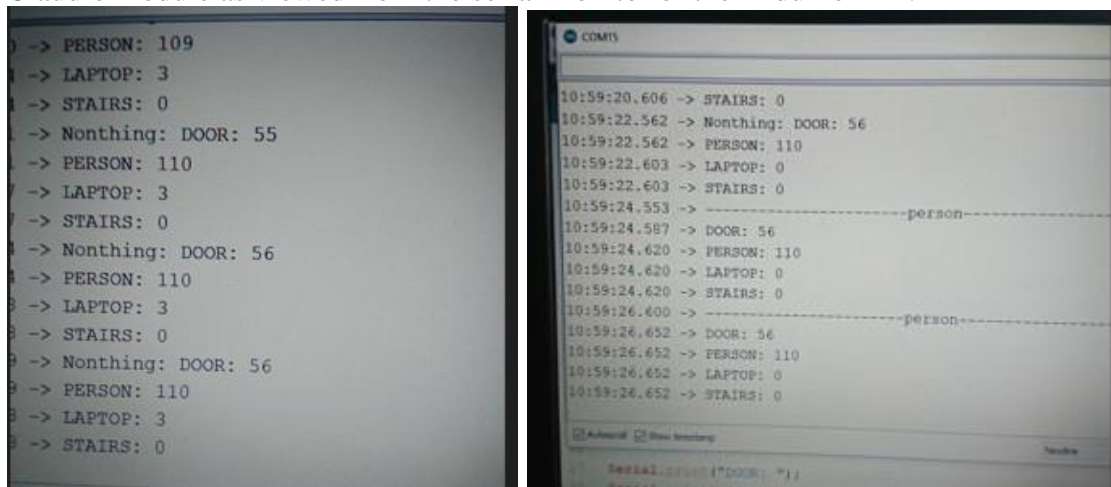 -> PERSON: 109
-> LAPTOP: 3
-> STAIRS: 0
-> Nonthing: DOOR: 55
-> PERSON: 110
-> LAPTOP: 3
-> STAIRS: 0
-> Nonthing: DOOR: 56
-> PERSON: 110
-> LAPTOP: 3
-> STAIRS: 0
-> Nonthing: DOOR: 56
-> PERSON: 110
-> LAPTOP: 3
-> STAIRS: 0
10:59:20.606 -> STAIRS: 0
10:59:22.562 -> Nonthing: DOOR: 56
10:59:22.562 -> PERSON: 110
10:59:22.603 -> LAPTOP: 0
10:59:22.603 -> STAIRS: 0
10:59:24.553 -> --------------------person--------------------
10:59:24.587 -> DOOR: 56
10:59:24.620 -> PERSON: 110
10:59:24.620 -> LAPTOP: 0
10:59:24.620 -> STAIRS: 0
10:59:26.600 -> --------------------person--------------------
10:59:26.652 -> DOOR: 56
10:59:26.652 -> PERSON: 110
10:59:26.652 -> LAPTOP: 0
10:59:26.652 -> STAIRS: 0
Autoscroll Show timestamp
Newline
Serial.print("DOOR: ");